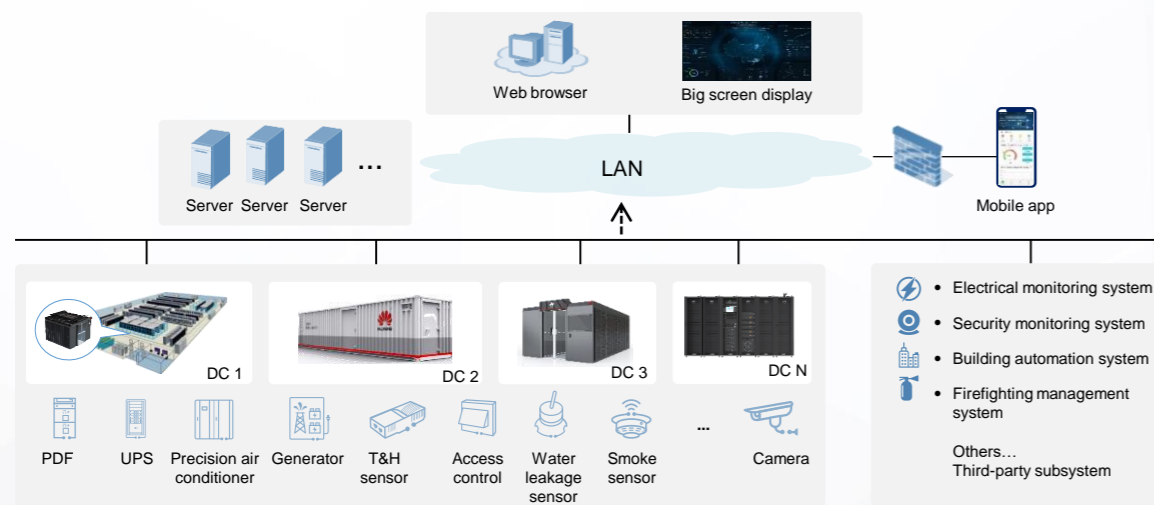 Web browser
Big screen display
Server
Server
Server
...
LAN
Mobile app
DC 1
HUAWEI
DC 2
DC 3
DC N
PDF
UPS
Precision air
conditioner
Generator
T&H
sensor
Access
control
Water
leakage
sensor
Smoke
sensor
...
Camera
• Electrical monitoring system
• Security monitoring system
• Building automation system
• Firefighting management
system
Others…
Third-party subsystem